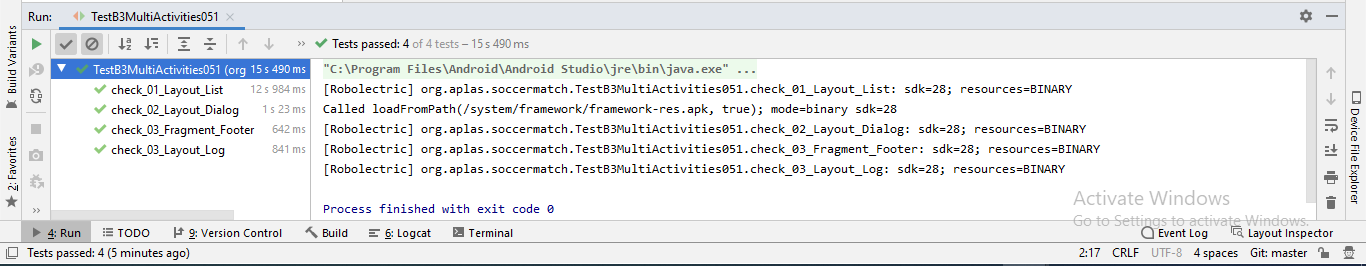 Run: TestB3MultiActivities051
Tests passed: 4 of 4 tests – 15 s 490 ms
TestB3MultiActivities051 (org 15 s 490 ms
check_01_Layout_List 12 s 984 ms
check_02_Layout_Dialog 1 s 23 ms
check_03_Fragment_Footer 642 ms
check_03_Layout_Log 841 ms
"C:\Program Files\Android\Android Studio\jre\bin\java.exe" ...
[Robolectric] org.aplas.soccermatch.TestB3MultiActivities051.check_01_Layout_List: sdk=28; resources=BINARY
Called loadFromPath(/system/framework/framework-res.apk, true); mode=binary sdk=28
[Robolectric] org.aplas.soccermatch.TestB3MultiActivities051.check_02_Layout_Dialog: sdk=28; resources=BINARY
[Robolectric] org.aplas.soccermatch.TestB3MultiActivities051.check_03_Fragment_Footer: sdk=28; resources=BINARY
[Robolectric] org.aplas.soccermatch.TestB3MultiActivities051.check_03_Layout_Log: sdk=28; resources=BINARY
Process finished with exit code 0
Build Variants
2: Favorites
Device File Explorer
Activate Windows
Go to Settings to activate Windows.
4: Run TODO 9: Version Control Build 6: Logcat Terminal Event Log Layout Inspector
Tests passed: 4 (5 minutes ago) 2:17 CRLF UTF-8 4 spaces Git: master